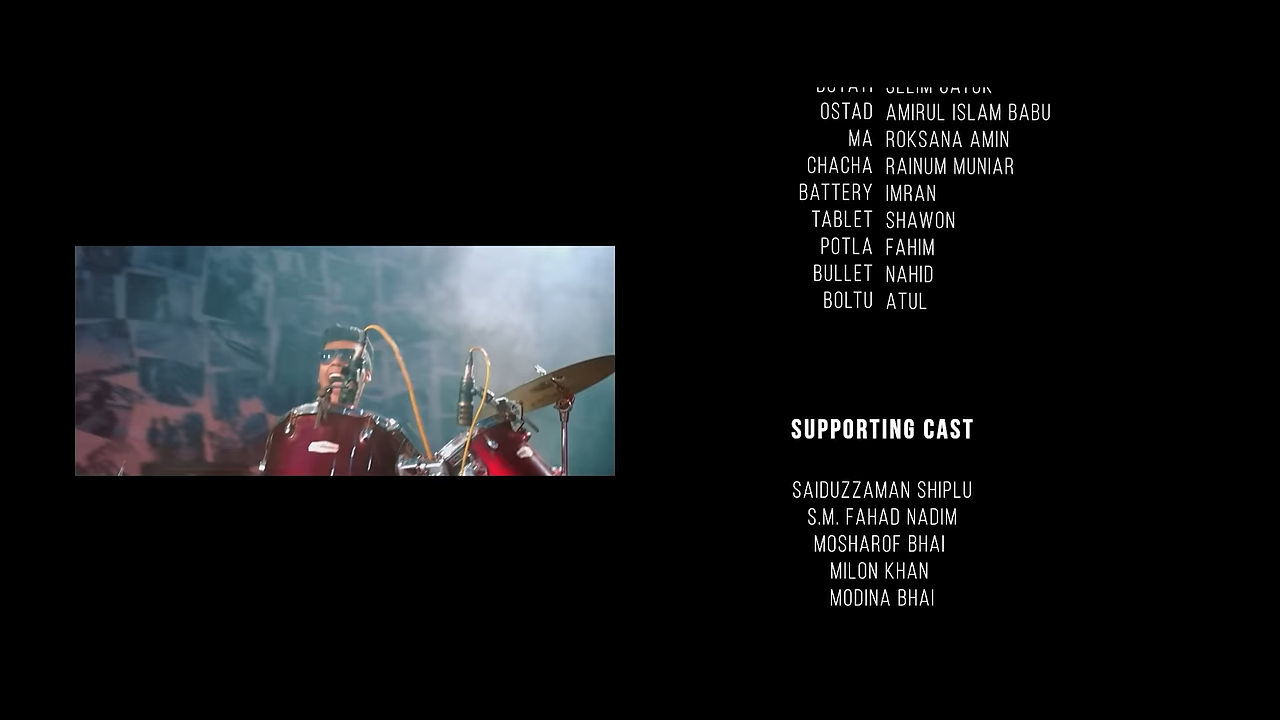 OSTAD AMIRUL ISLAM BABU
MA ROKSANA AMIN
CHACHA RAINUM MUNIAR
BATTERY IMRAN
TABLET SHAWON
POTLA FAHIM
BULLET NAHID
BOLTU ATUL
SUPPORTING CAST
SAIDUZZAMAN SHIPLU
S.M. FAHAD NADIM
MOSHAROF BHAI
MILON KHAN
MODINA BHAI